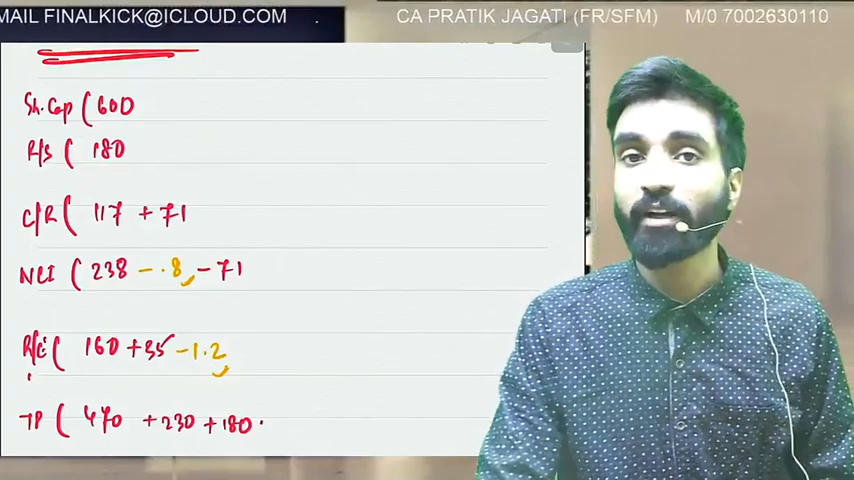 MAIL FINALKICK@ICLOUD.COM . CA PRATIK JAGATI (FR/SFM) M/0 7002630110
Sh.Cap ( 600
R/S ( 180
C/R ( 117 + 71
NCI ( 238 - .8 - 71
R/E ( 160 + 35 - 1.2
TP ( 470 + 230 + 180